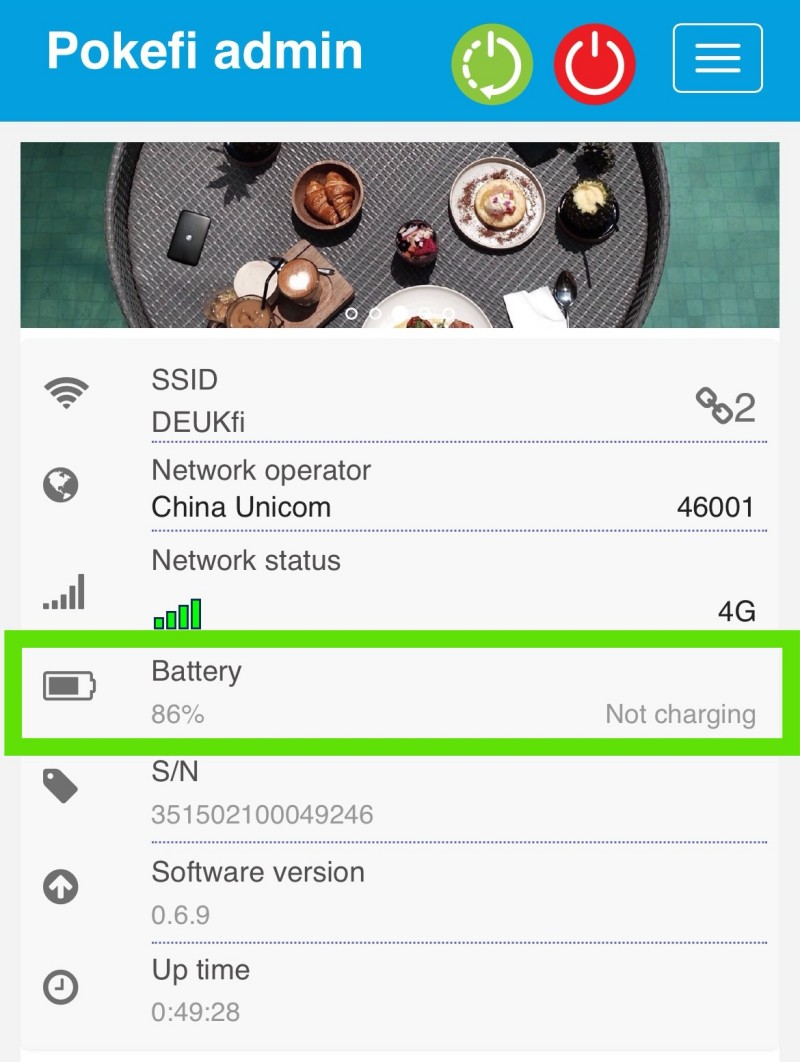 Pokefi admin
SSID
DEUKfi
2
Network operator
China Unicom
46001
Network status
4G
Battery
86%
Not charging
S/N
351502100049246
Software version
0.6.9
Up time
0:49:28